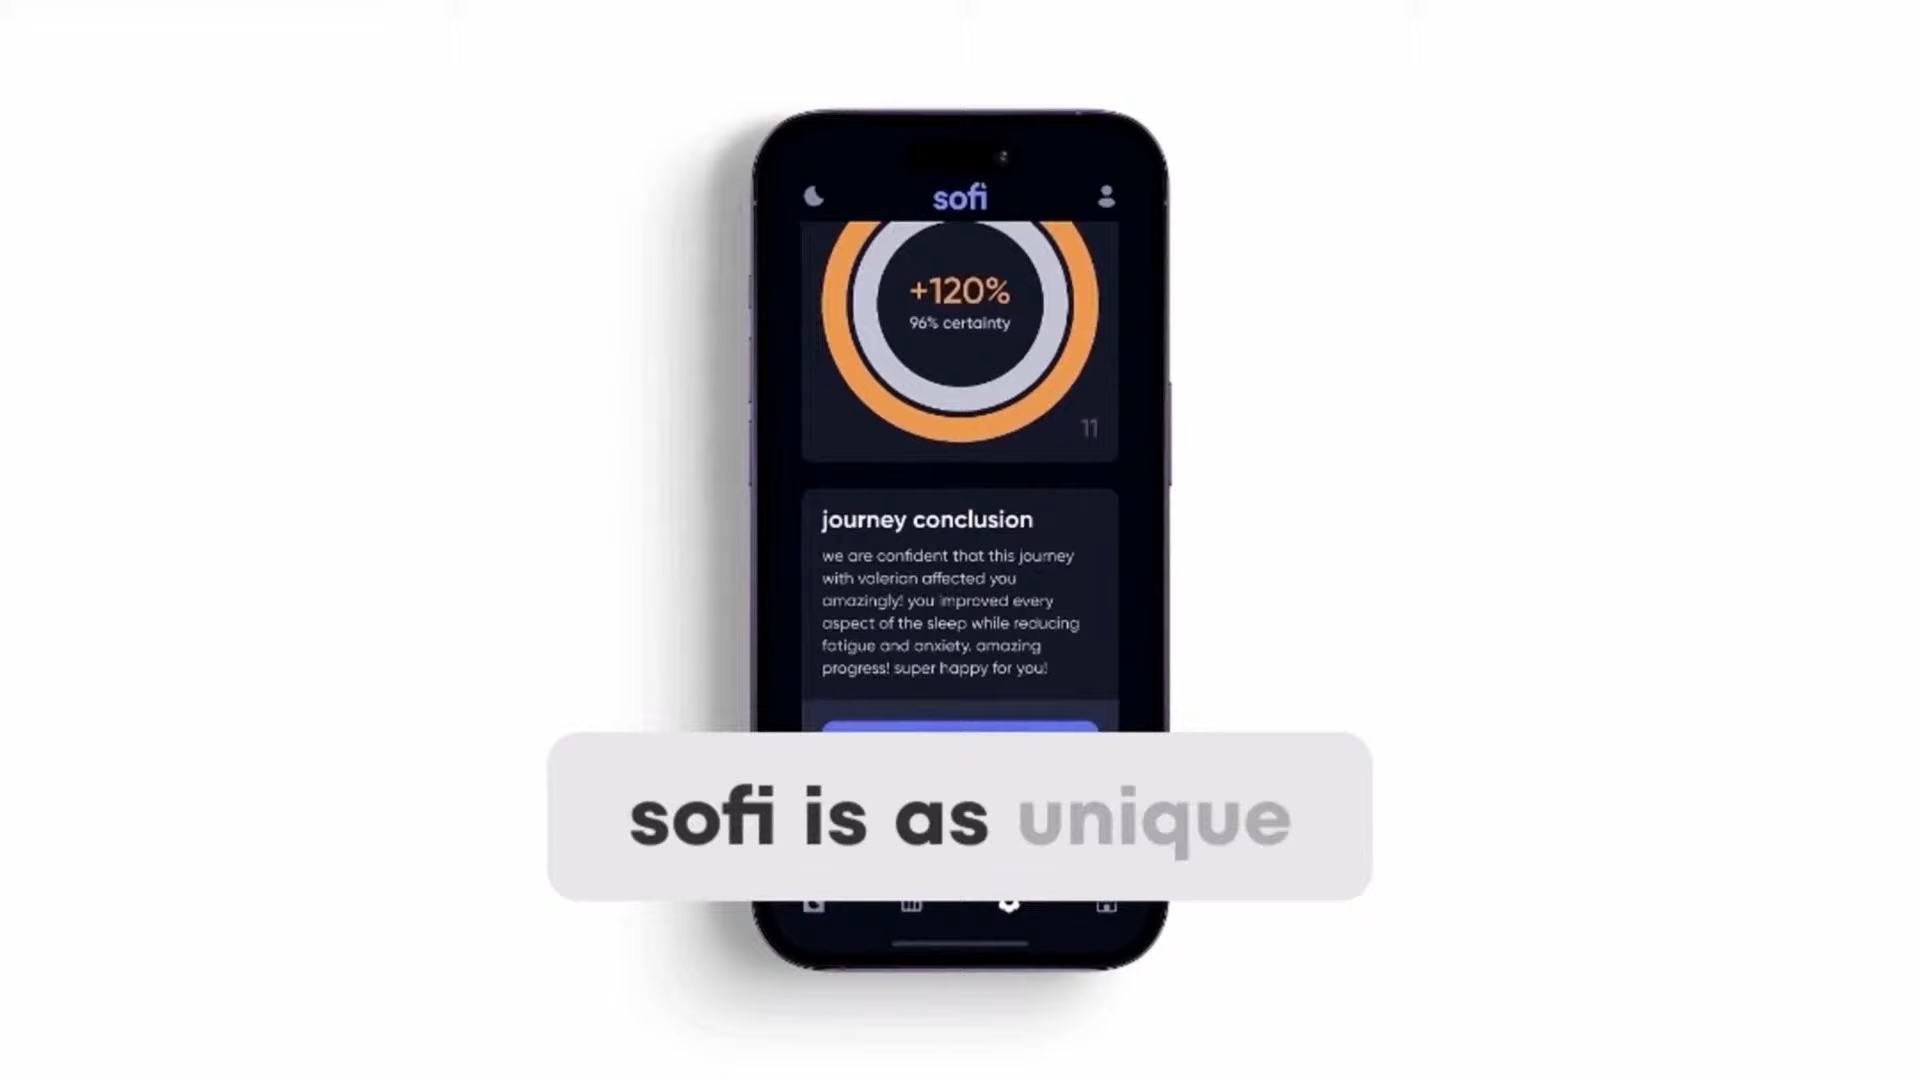 sofi
+120%
96% certainty
11
journey conclusion
we are confident that this journey
with valerian affected you
amazingly! you improved every
aspect of the sleep while reducing
fatigue and anxiety. amazing
progress! super happy for you!
sofi is as unique